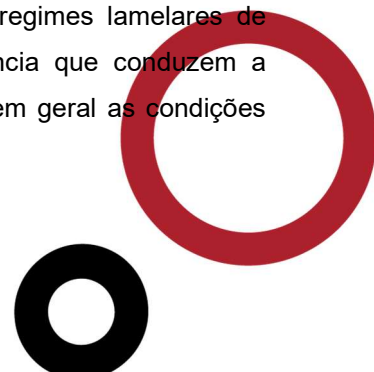 regimes lamelares de
ncia que conduzem a
em geral as condições